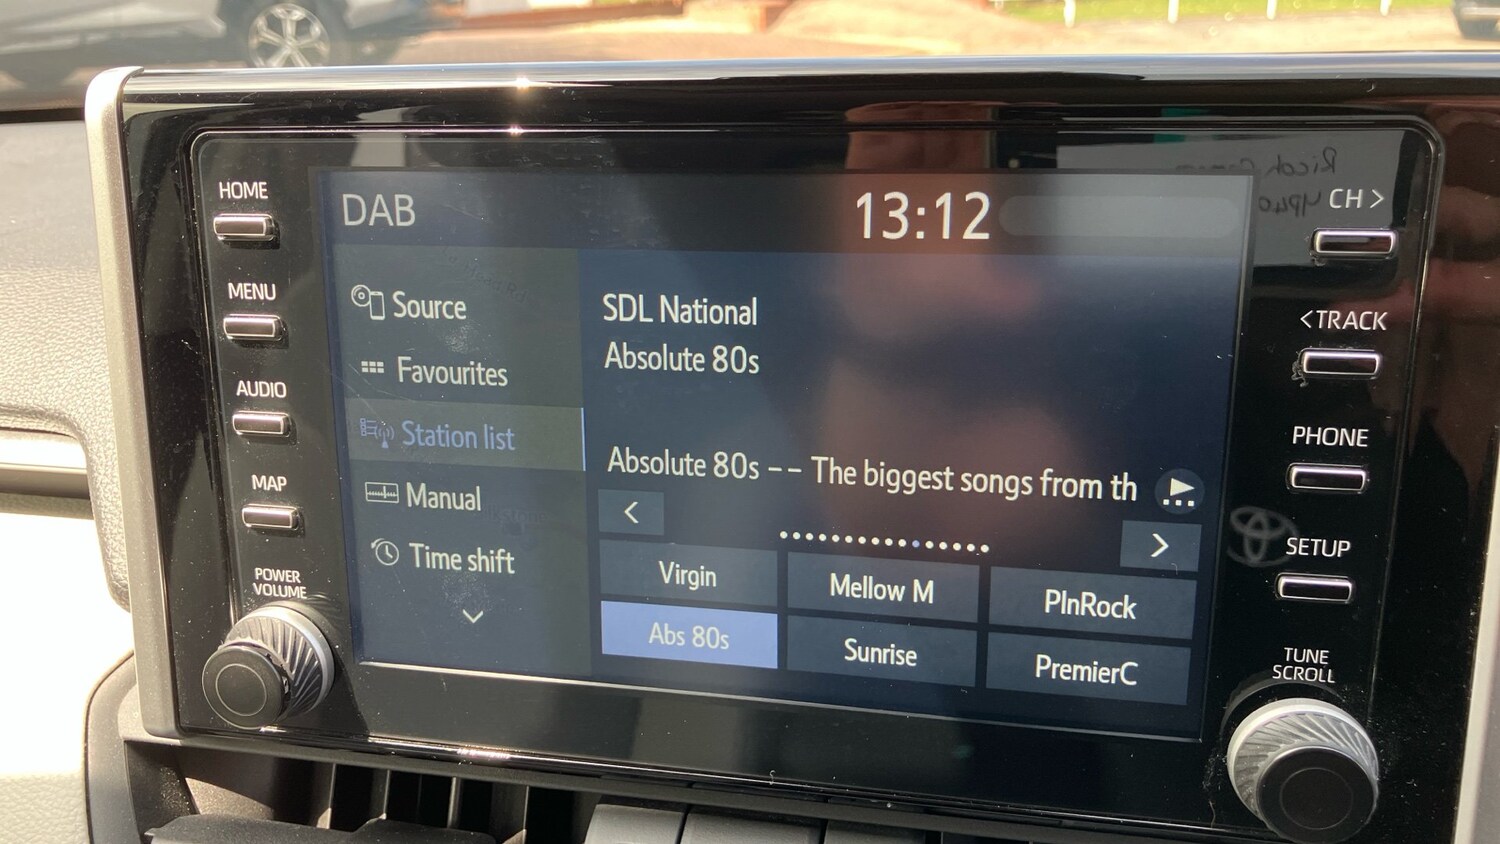 HOME
MENU
AUDIO
MAP
POWER
VOLUME
DAB
13:12
Source
Favourites
Station list
Manual
Time shift
SDL National
Absolute 80s
Absolute 80s -- The biggest songs from th
Virgin
Mellow M
PlnRock
Abs 80s
Sunrise
PremierC
Ricoh
CH >
< TRACK
PHONE
SETUP
TUNE
SCROLL